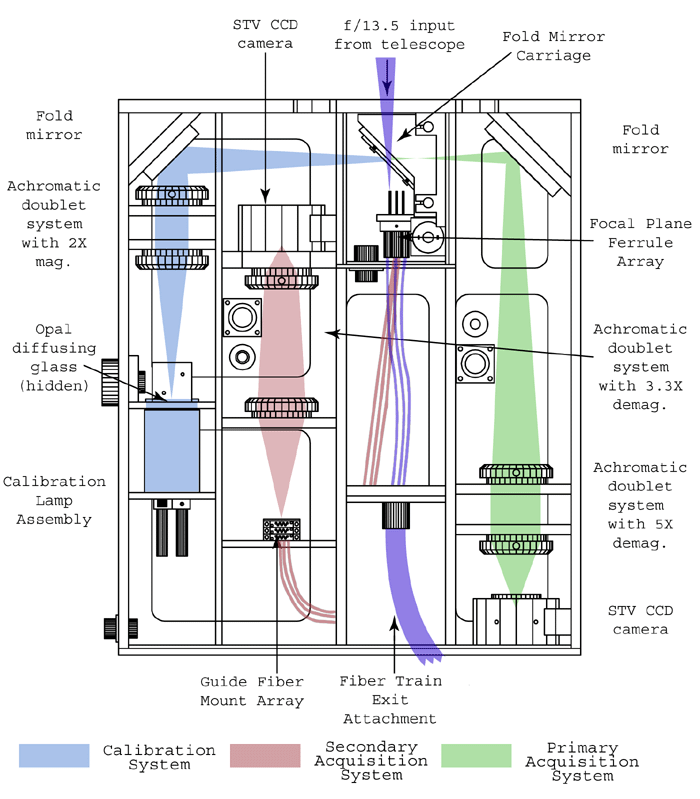 STV CCD
camera
f/13.5 input
from telescope
Fold Mirror
Carriage
Fold
mirror
Fold
mirror
Achromatic
doublet
system
with 2X
mag.
Focal Plane
Ferrule
Array
Opal
diffusing
glass
(hidden)
Achromatic
doublet
system
with 3.3X
demag.
Calibration
Lamp
Assembly
Achromatic
doublet
system
with 5X
demag.
STV CCD
camera
Guide Fiber
Mount Array
Fiber Train
Exit
Attachment
Calibration
System
Secondary
Acquisition
System
Primary
Acquisition
System